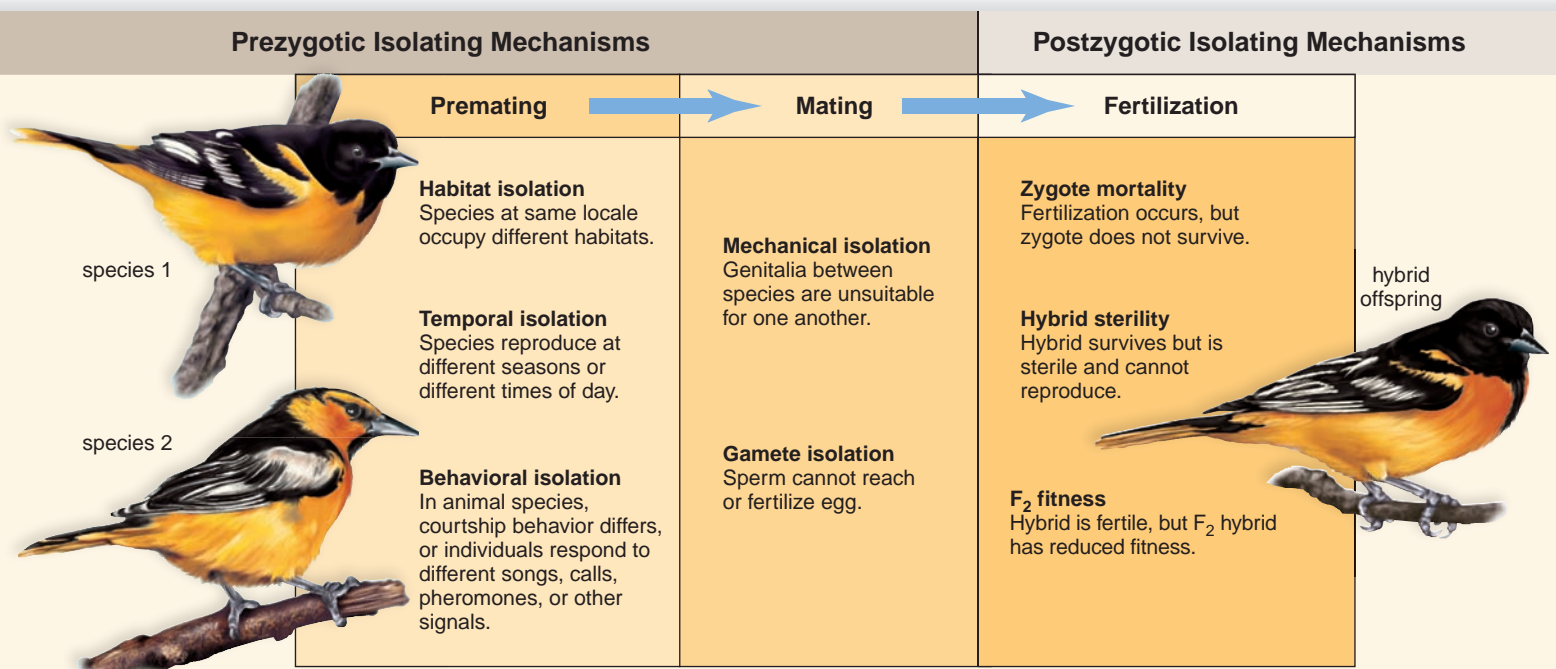 Prezygotic Isolating Mechanisms
Postzygotic Isolating Mechanisms
Premating
Mating
Fertilization
species 1
species 2
Habitat isolation
Species at same locale
occupy different habitats.
Temporal isolation
Species reproduce at
different seasons or
different times of day.
Behavioral isolation
In animal species,
courtship behavior differs,
or individuals respond to
different songs, calls,
pheromones, or other
signals.
Mechanical isolation
Genitalia between
species are unsuitable
for one another.
Gamete isolation
Sperm cannot reach
or fertilize egg.
Zygote mortality
Fertilization occurs, but
zygote does not survive.
Hybrid sterility
Hybrid survives but is
sterile and cannot
reproduce.
F₂ fitness
Hybrid is fertile, but F₂ hybrid
has reduced fitness.
hybrid
offspring